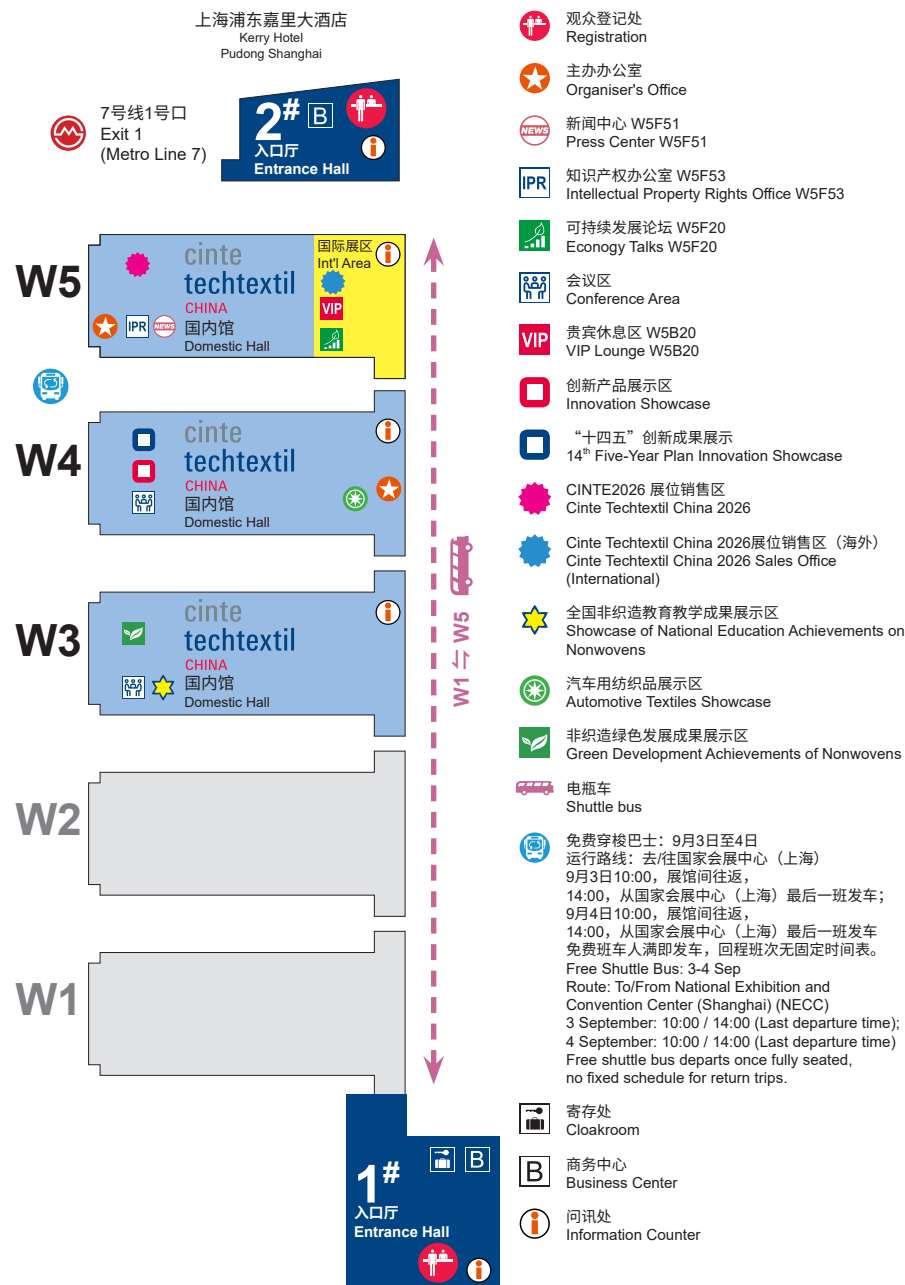 上海浦东嘉里大酒店
Kerry Hotel
Pudong Shanghai
7号线1号口
Exit 1
(Metro Line 7)
2#
B
入口厅
Entrance Hall
W5
cinte
techtextil
CHINA
国内馆
Domestic Hall
IPR
NEWS
国际展区
Int'l Area
VIP
W4
cinte
techtextil
CHINA
国内馆
Domestic Hall
W3
cinte
techtextil
CHINA
国内馆
Domestic Hall
W1 ⇋ W5
W2
W1
1#
B
入口厅
Entrance Hall
观众登记处
Registration
主办办公室
Organiser's Office
NEWS
新闻中心 W5F51
Press Center W5F51
IPR
知识产权办公室 W5F53
Intellectual Property Rights Office W5F53
可持续发展论坛 W5F20
Econogy Talks W5F20
会议区
Conference Area
VIP
贵宾休息区 W5B20
VIP Lounge W5B20
创新产品展示区
Innovation Showcase
“十四五”创新成果展示
14th Five-Year Plan Innovation Showcase
CINTE2026 展位销售区
Cinte Techtextil China 2026
Cinte Techtextil China 2026展位销售区（海外）
Cinte Techtextil China 2026 Sales Office
(International)
全国非织造教育教学成果展示区
Showcase of National Education Achievements on
Nonwovens
汽车用纺织品展示区
Automotive Textiles Showcase
非织造绿色发展成果展示区
Green Development Achievements of Nonwovens
电瓶车
Shuttle bus
免费穿梭巴士：9月3日至4日
运行路线：去/往国家会展中心（上海）
9月3日10:00，展馆间往返，
14:00，从国家会展中心（上海）最后一班发车；
9月4日10:00，展馆间往返，
14:00，从国家会展中心（上海）最后一班发车
免费班车人满即发车，回程班次无固定时间表。
Free Shuttle Bus: 3-4 Sep
Route: To/From National Exhibition and
Convention Center (Shanghai) (NECC)
3 September: 10:00 / 14:00 (Last departure time);
4 September: 10:00 / 14:00 (Last departure time)
Free shuttle bus departs once fully seated,
no fixed schedule for return trips.
寄存处
Cloakroom
B
商务中心
Business Center
问讯处
Information Counter